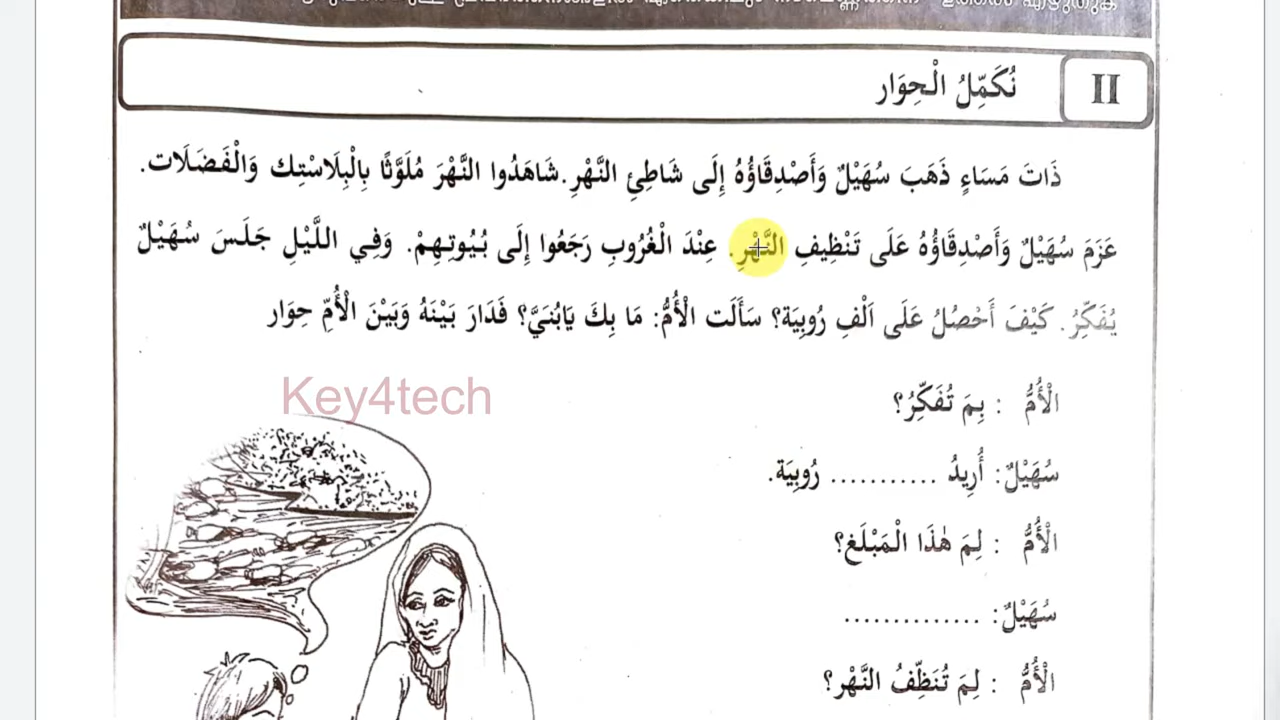 II نُكَمِّلُ الْحِوَار
ذَاتَ مَسَاءٍ ذَهَبَ سُهَيْلٌ وَأَصْدِقَاؤُهُ إِلَى شَاطِئِ النَّهْرِ.شَاهَدُوا النَّهْرَ مُلَوَّثًا بِالْبِلَاسْتِك وَالْفَضَلَات.
عَزَمَ سُهَيْلٌ وَأَصْدِقَاؤُهُ عَلَى تَنْظِيفِ النَّهْرِ. عِنْدَ الْغُرُوبِ رَجَعُوا إِلَى بُيُوتِهِمْ. وَفِي اللَّيْلِ جَلَسَ سُهَيْلٌ
يُفَكِّرُ. كَيْفَ أَحْصُلُ عَلَى اَلْفِ رُوبِيَة؟ سَأَلَت الْأُمُّ: مَا بِكَ يَابُنَيَّ؟ فَدَارَ بَيْنَهُ وَبَيْنَ الْأُمِّ حِوَار
Key4tech
الْأُمُّ : بِمَ تُفَكِّرُ؟
سُهَيْلٌ: أُرِيدُ ........... رُوبِيَة.
الْأُمُّ : لِمَ هٰذَا الْمَبْلَغ؟
سُهَيْلٌ: ..............
الْأُمُّ : لِمَ تُنَظِّفُ النَّهْر؟